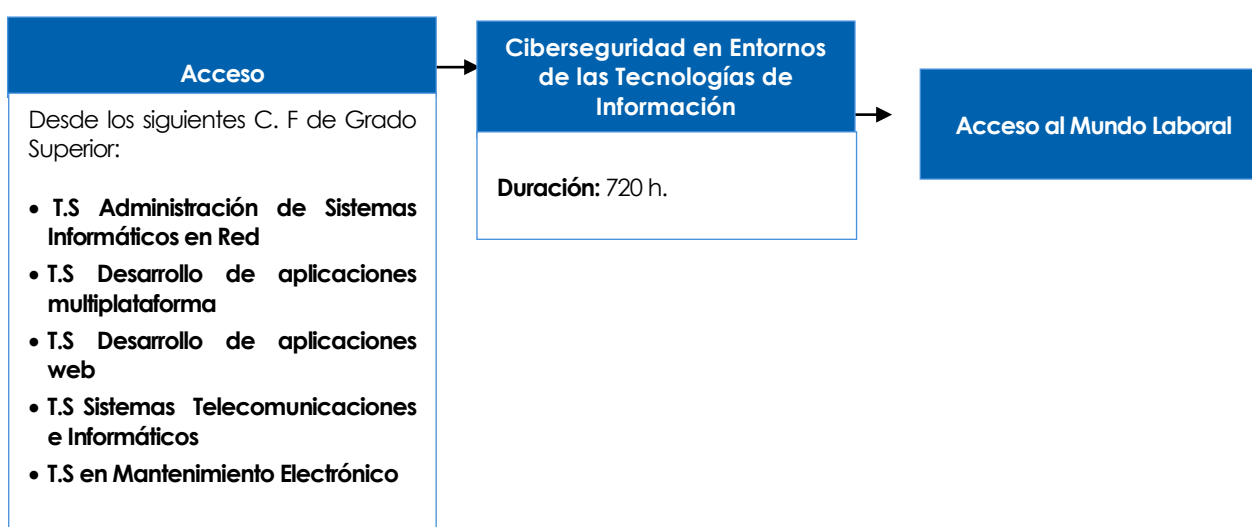 Acceso
Desde los siguientes C. F de Grado
Superior:
• T.S Administración de Sistemas
Informáticos en Red
• T.S Desarrollo de aplicaciones
multiplataforma
• T.S Desarrollo de aplicaciones
web
• T.S Sistemas Telecomunicaciones
e Informáticos
• T.S en Mantenimiento Electrónico
Ciberseguridad en Entornos
de las Tecnologías de
Información
Duración: 720 h.
Acceso al Mundo Laboral